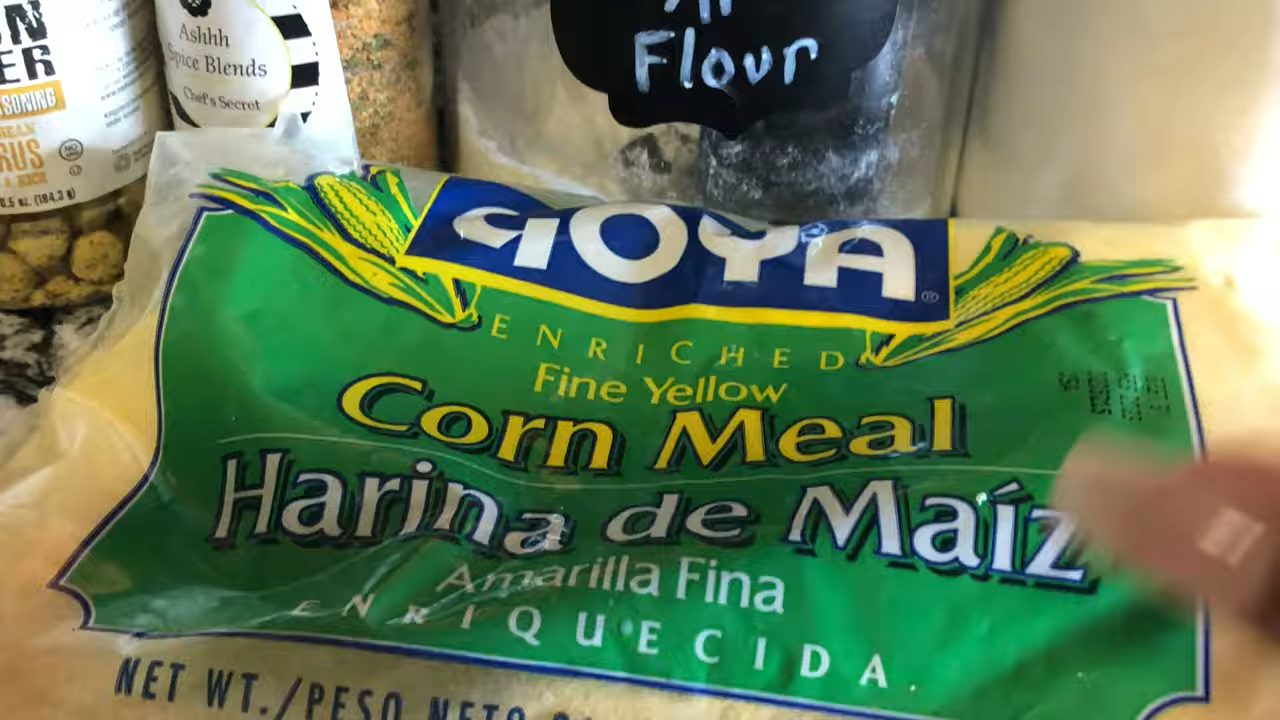 Ashhh
Spice Blends
Chef's Secret
Flour
GOYA®
ENRICHED
Fine Yellow
Corn Meal
Harina de Maíz
Amarilla Fina
ENRIQUECIDA
NET WT./PESO NETO